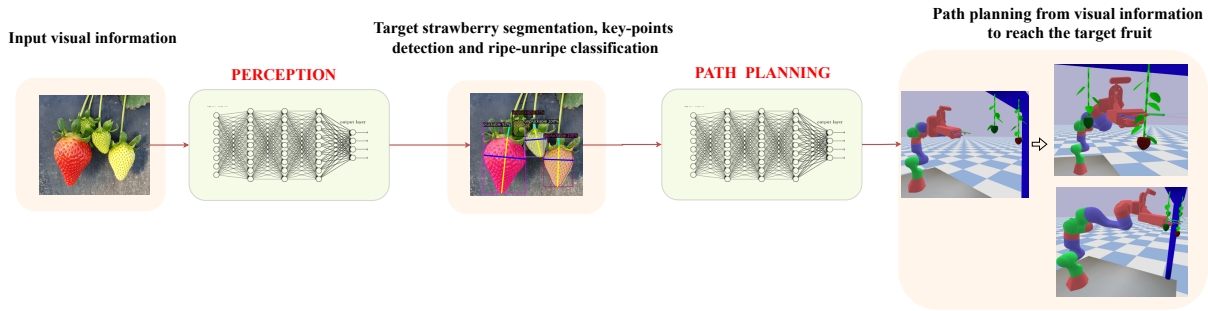 Input visual information
Target strawberry segmentation, key-points
detection and ripe-unripe classification
Path planning from visual information
to reach the target fruit
PERCEPTION
PATH PLANNING
output layer
output layer